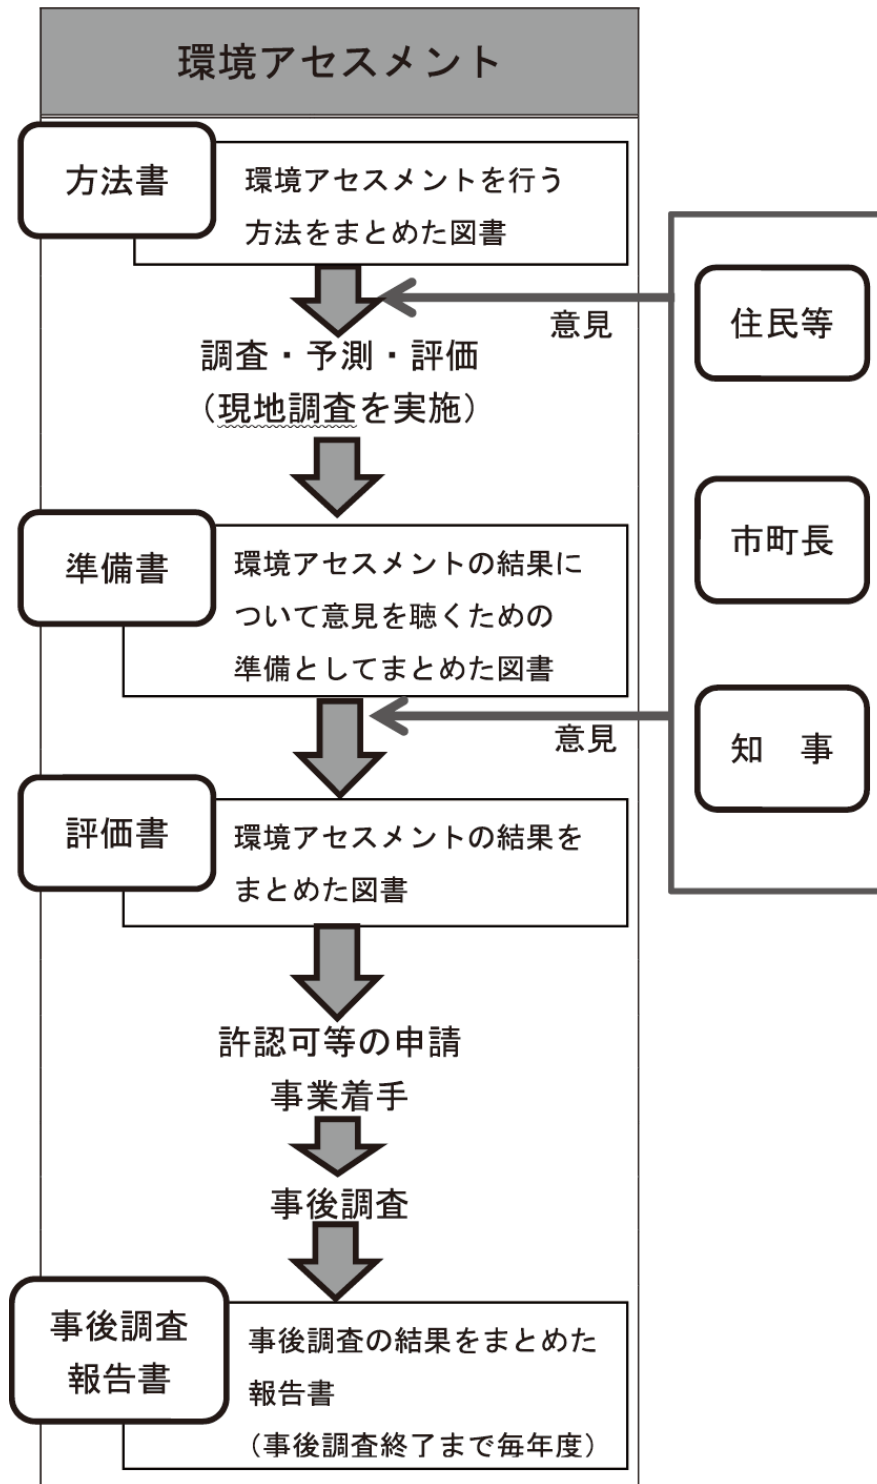 環境アセスメント
方法書
環境アセスメントを行う
方法をまとめた図書
意見
住民等
調査・予測・評価
（現地調査を実施）
市町長
準備書
環境アセスメントの結果に
ついて意見を聴くための
準備としてまとめた図書
意見
知　事
評価書
環境アセスメントの結果を
まとめた図書
許認可等の申請
事業着手
事後調査
事後調査
報告書
事後調査の結果をまとめた
報告書
（事後調査終了まで毎年度）